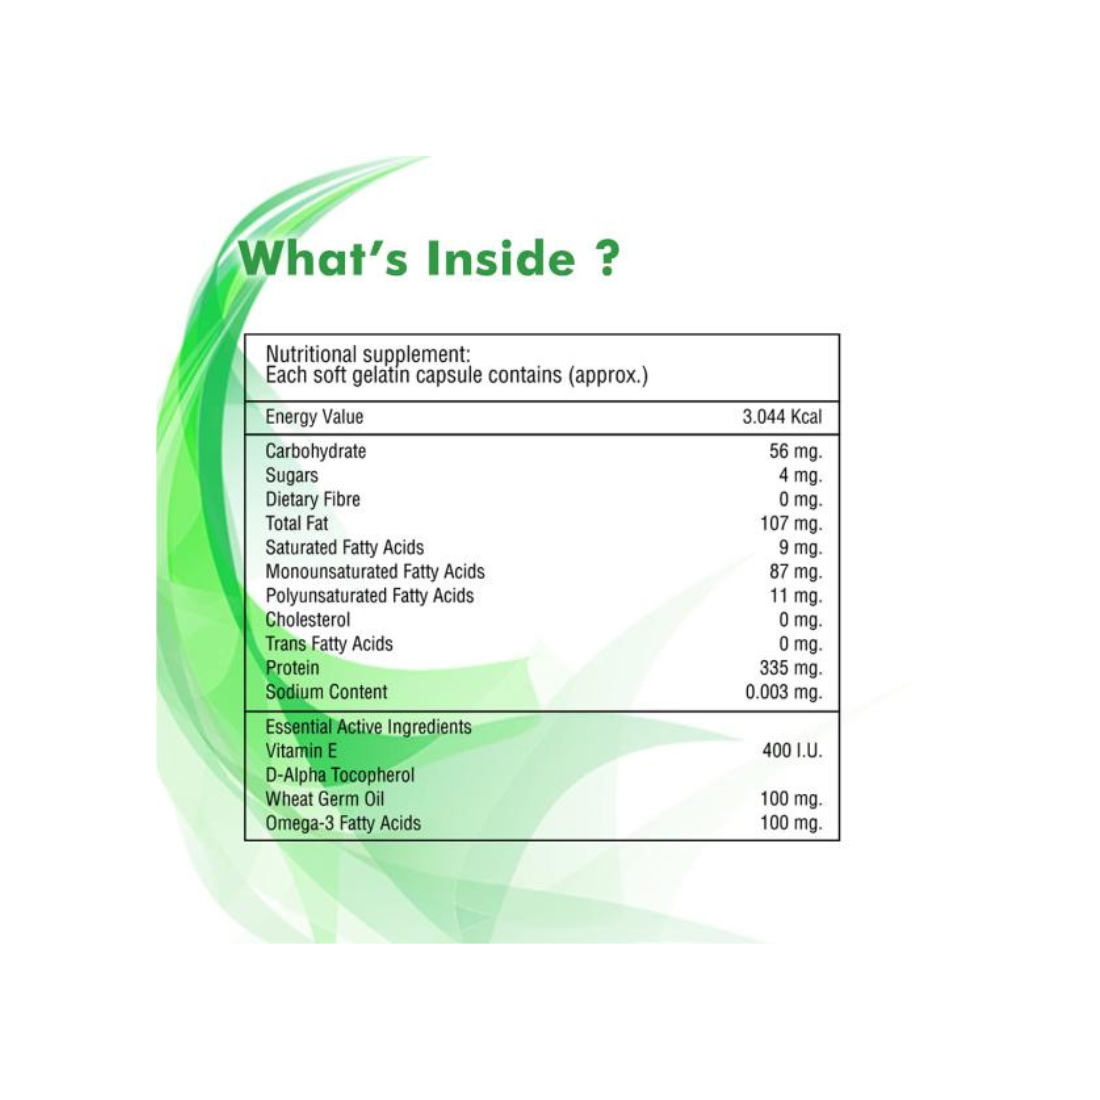 What's Inside ?
Nutritional supplement:
Each soft gelatin capsule contains (approx.)
Energy Value 3.044 Kcal
Carbohydrate 56 mg.
Sugars 4 mg.
Dietary Fibre 0 mg.
Total Fat 107 mg.
Saturated Fatty Acids 9 mg.
Monounsaturated Fatty Acids 87 mg.
Polyunsaturated Fatty Acids 11 mg.
Cholesterol 0 mg.
Trans Fatty Acids 0 mg.
Protein 335 mg.
Sodium Content 0.003 mg.
Essential Active Ingredients
Vitamin E 400 I.U.
D-Alpha Tocopherol
Wheat Germ Oil 100 mg.
Omega-3 Fatty Acids 100 mg.